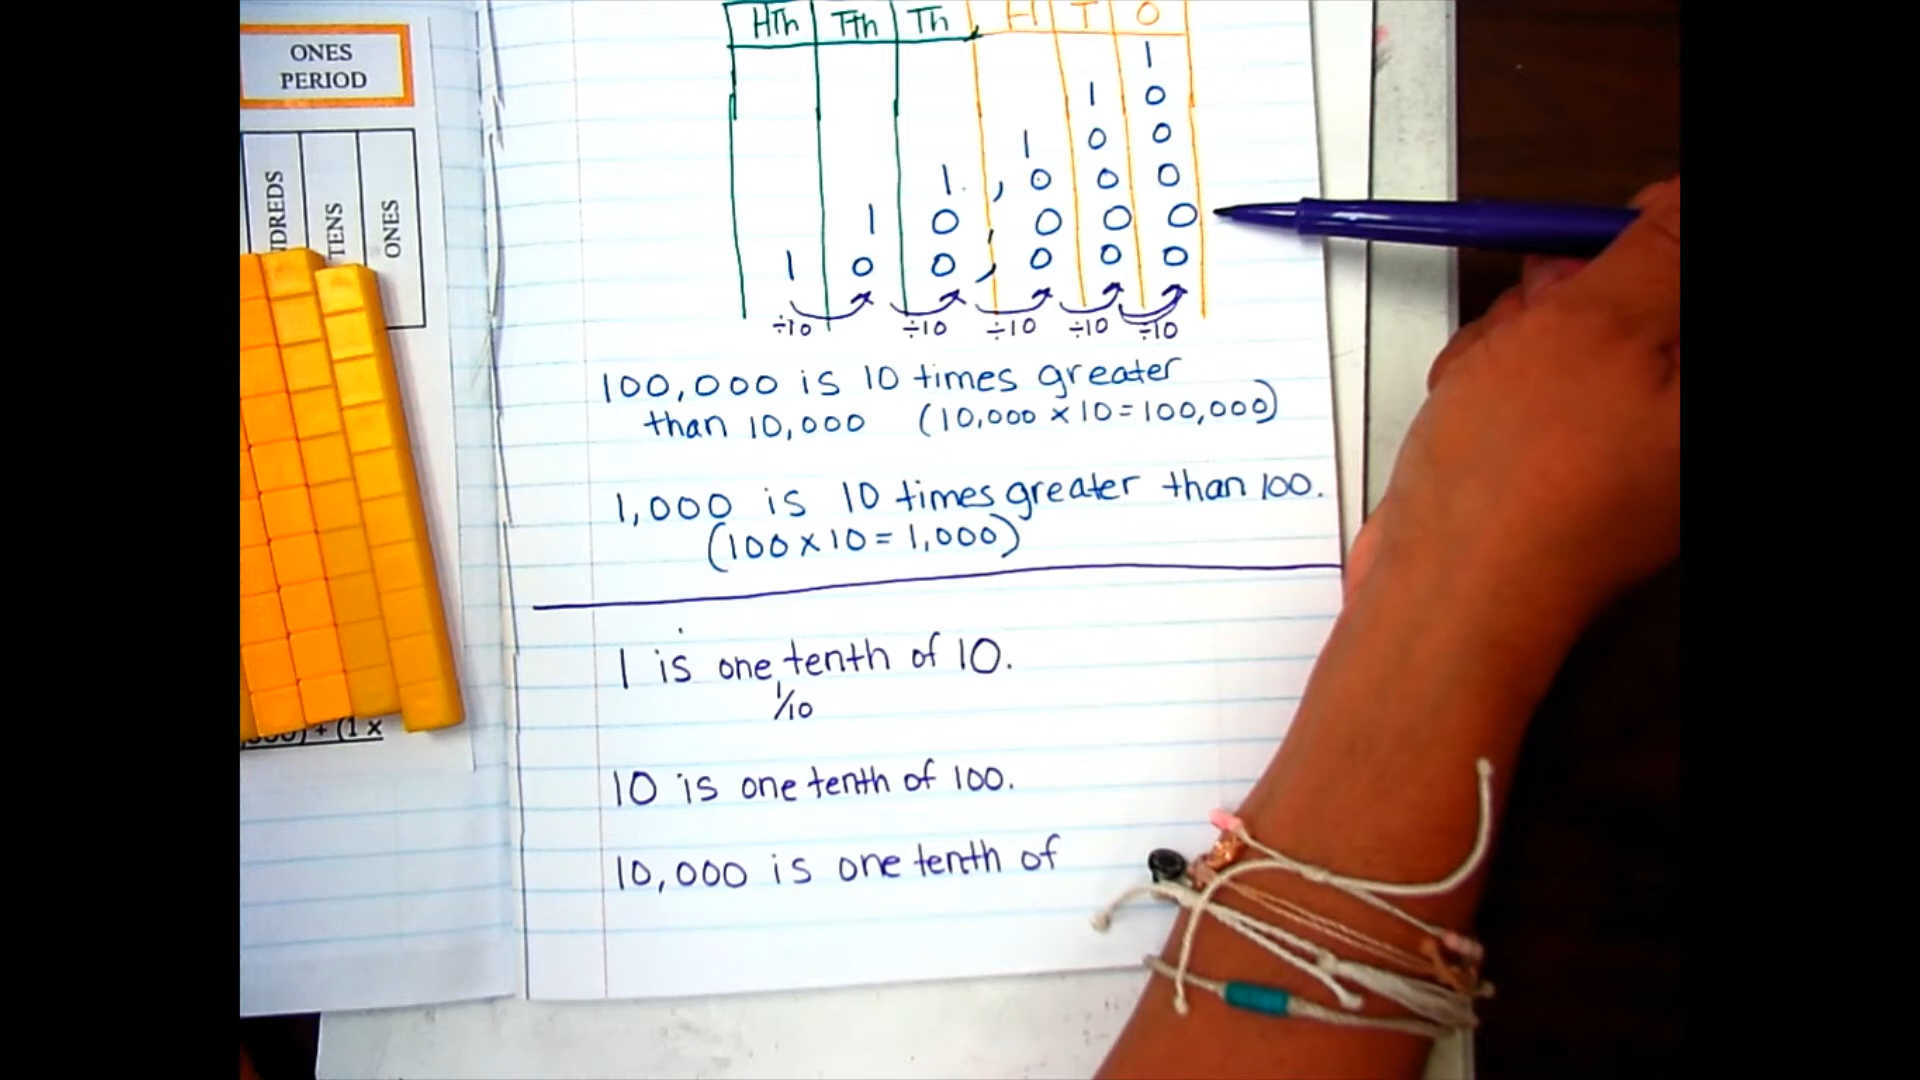 ONES
PERIOD
TENS
ONES
+ (1 x
HTh TTh Th H T O
1
1 0
1 0 0
1 , 0 0 0
1 0 , 0 0 0
1 0 0 , 0 0 0
÷10 ÷10 ÷10 ÷10 ÷10
100,000 is 10 times greater
than 10,000 (10,000 × 10 = 100,000)
1,000 is 10 times greater than 100.
(100 × 10 = 1,000)
1 is one tenth of 10.
1/10
10 is one tenth of 100.
10,000 is one tenth of